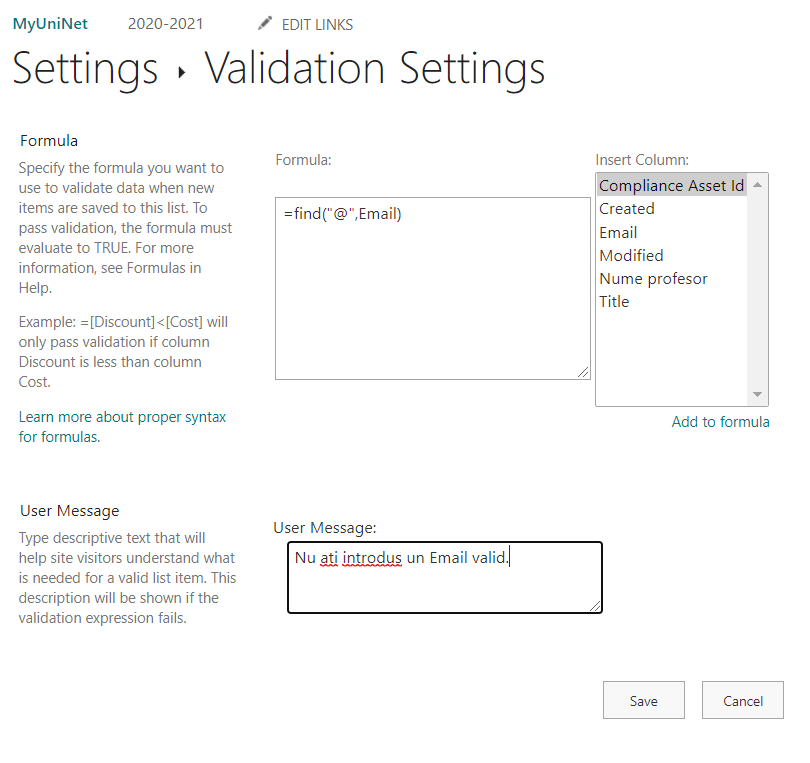 MyUniNet 2020-2021 EDIT LINKS
Settings ▸ Validation Settings
Formula
Specify the formula you want to
use to validate data when new
items are saved to this list. To
pass validation, the formula must
evaluate to TRUE. For more
information, see Formulas in
Help.
Example: =[Discount]<[Cost] will
only pass validation if column
Discount is less than column
Cost.
Learn more about proper syntax
for formulas.
Formula:
=find("@",Email)
Insert Column:
Compliance Asset Id
Created
Email
Modified
Nume profesor
Title
Add to formula
User Message
Type descriptive text that will
help site visitors understand what
is needed for a valid list item. This
description will be shown if the
validation expression fails.
User Message:
Nu ati introdus un Email valid.
Save
Cancel